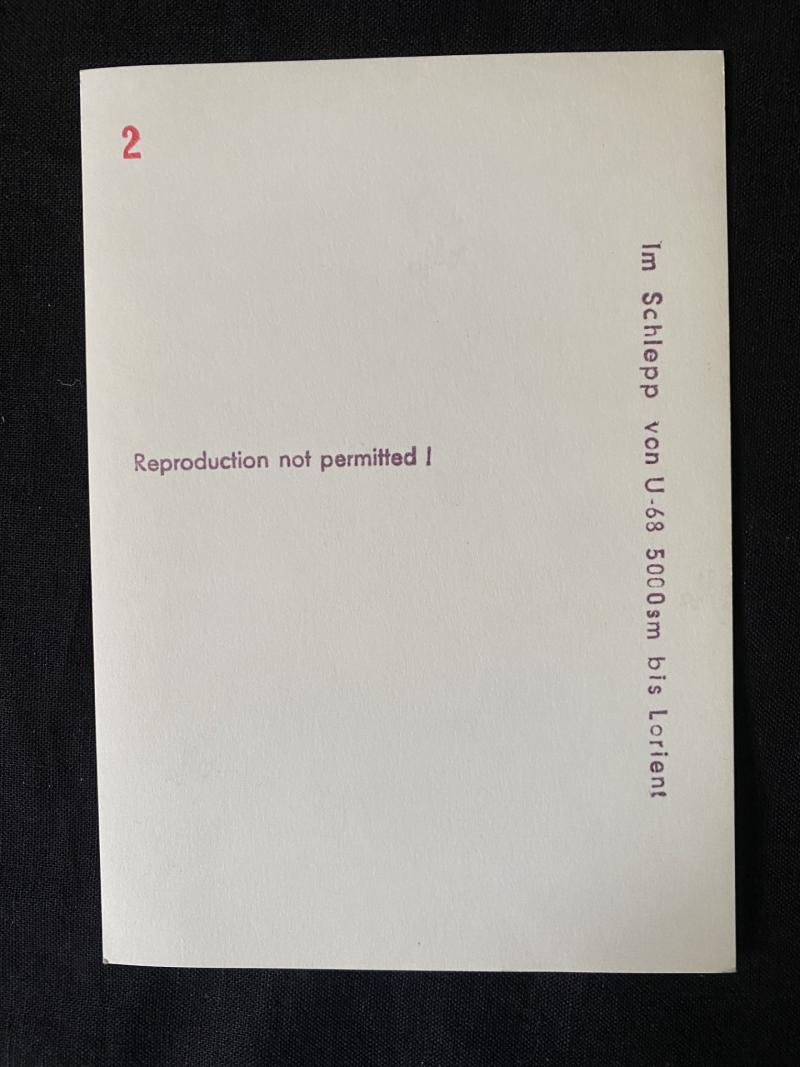 2
Reproduction not permitted !
Im Schlepp von U-68 5000sm bis Lorient